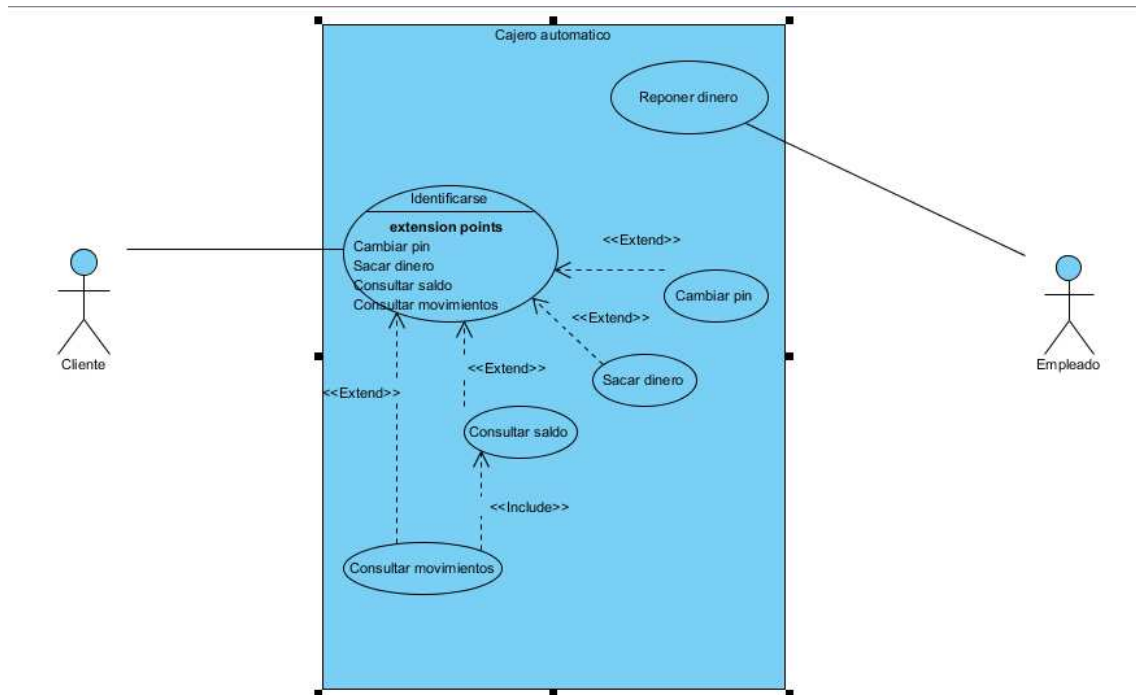 Cajero automatico
Reponer dinero
Identificarse
extension points
Cambiar pin
Sacar dinero
Consultar saldo
Consultar movimientos
<<Extend>>
Cambiar pin
<<Extend>>
Sacar dinero
Cliente
Empleado
<<Extend>>
<<Extend>>
Consultar saldo
<<Include>>
Consultar movimientos